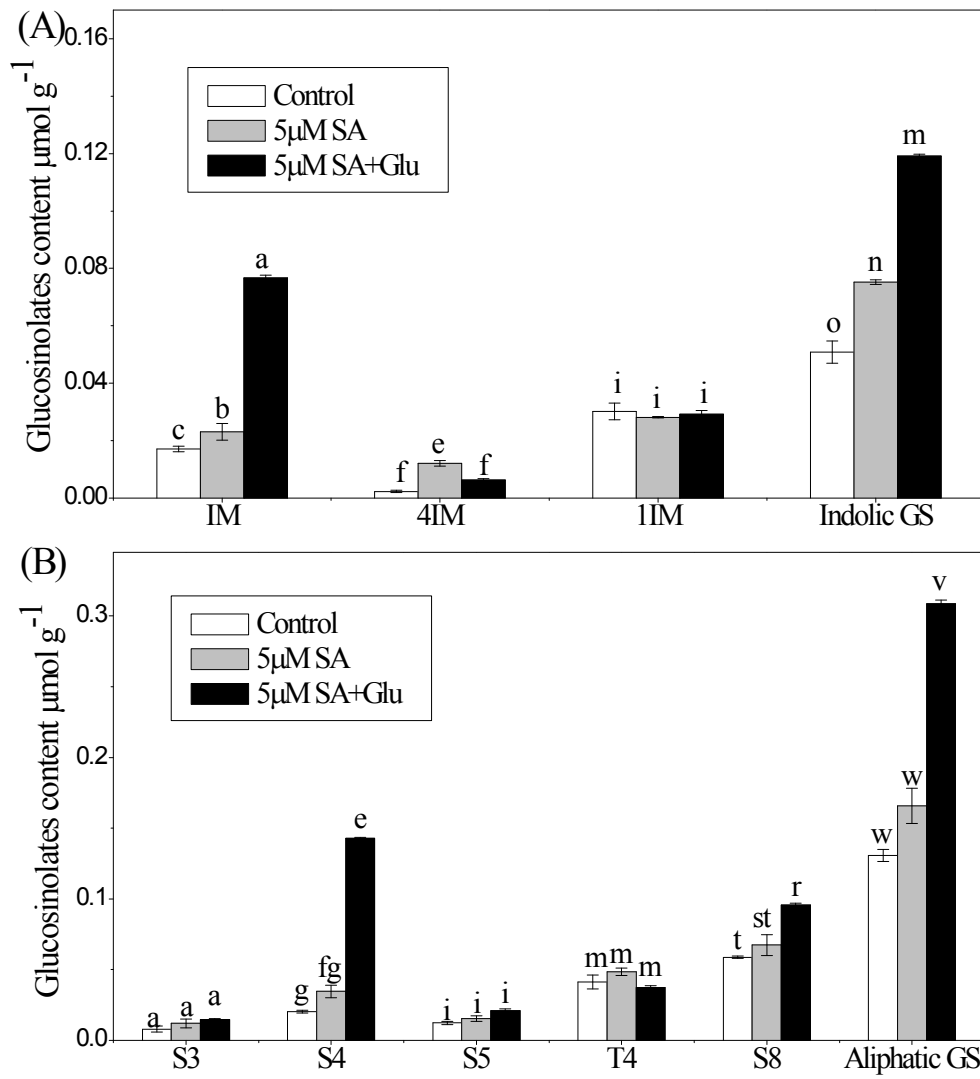 (A)
Glucosinolates content μmol g⁻¹
0.16
0.12
0.08
0.04
0.00
Control
5μM SA
5μM SA+Glu
c b a
f e f
i i i
o n m
IM 4IM 1IM Indolic GS
(B)
Glucosinolates content μmol g⁻¹
0.3
0.2
0.1
0.0
Control
5μM SA
5μM SA+Glu
a a a
g fg e
i i i
m m m
t st r
w w v
S3 S4 S5 T4 S8 Aliphatic GS